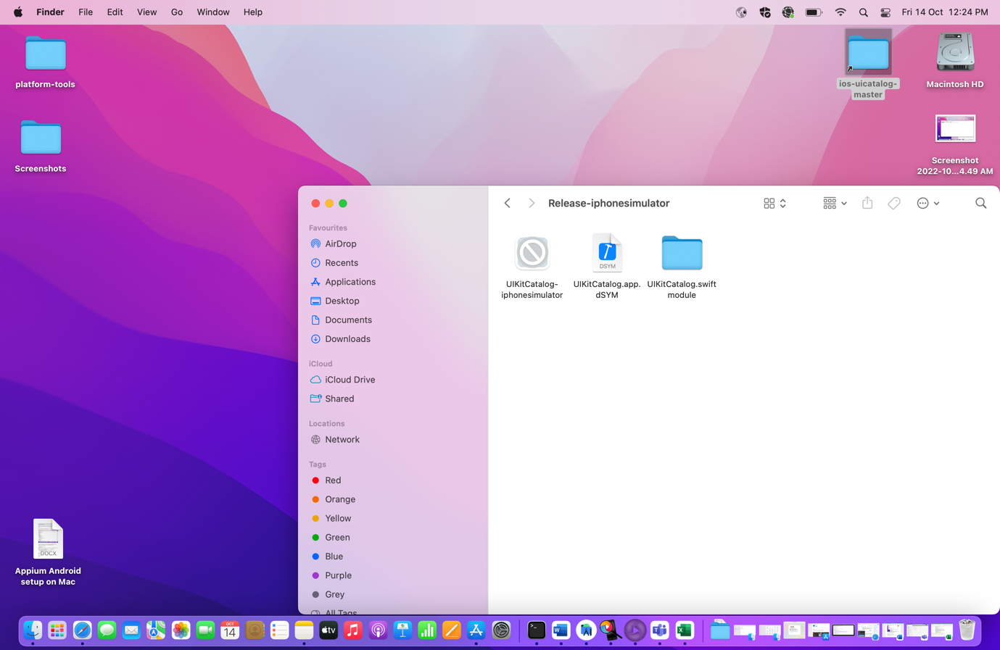 Finder File Edit View Go Window Help Fri 14 Oct 12:24 PM
platform-tools
Screenshots
ios-uicatalog-
master
Macintosh HD
Screenshot
2022-10...4.49 AM
Release-iphonesimulator
Favourites
AirDrop
Recents
Applications
Desktop
Documents
Downloads
iCloud
iCloud Drive
Shared
Locations
Network
Tags
Red
Orange
Yellow
Green
Blue
Purple
Grey
All Tags...
UIKitCatalog-
iphonesimulator
DSYM
UIKitCatalog.app.
dSYM
UIKitCatalog.swift
module
DOCX
Appium Android
setup on Mac
OCT
14
tv